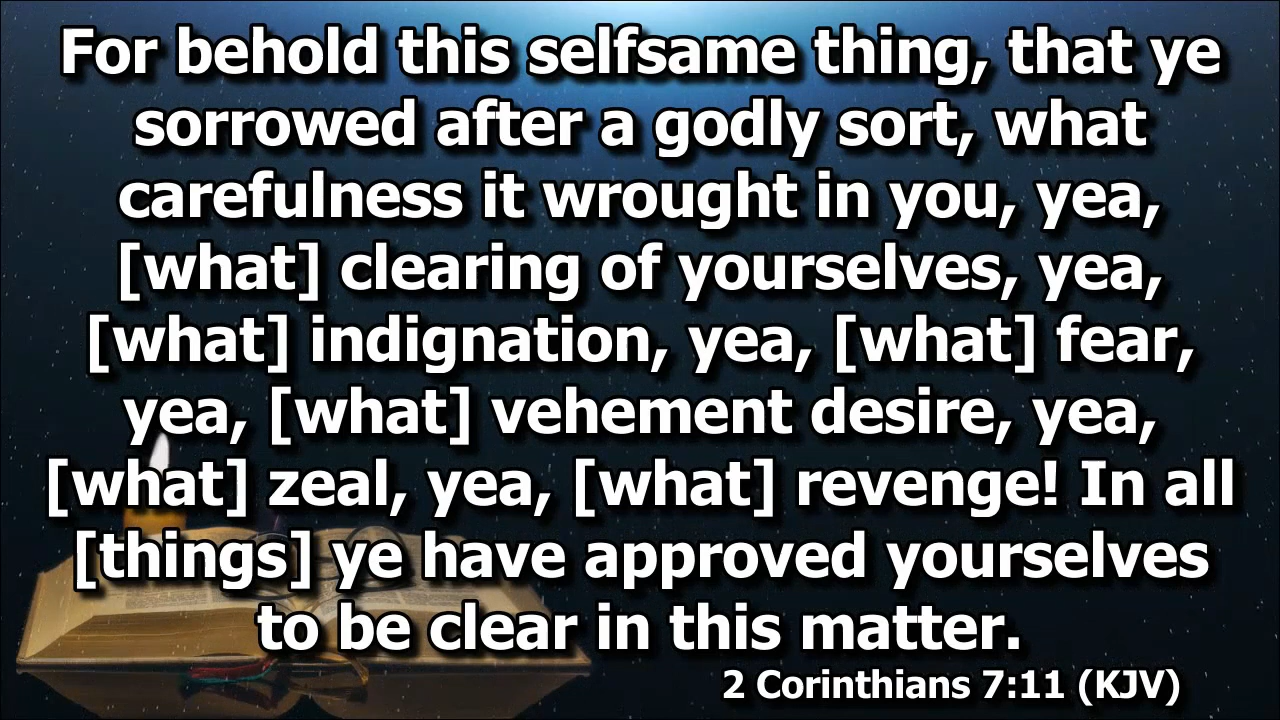 For behold this selfsame thing, that ye
sorrowed after a godly sort, what
carefulness it wrought in you, yea,
[what] clearing of yourselves, yea,
[what] indignation, yea, [what] fear,
yea, [what] vehement desire, yea,
[what] zeal, yea, [what] revenge! In all
[things] ye have approved yourselves
to be clear in this matter.
2 Corinthians 7:11 (KJV)